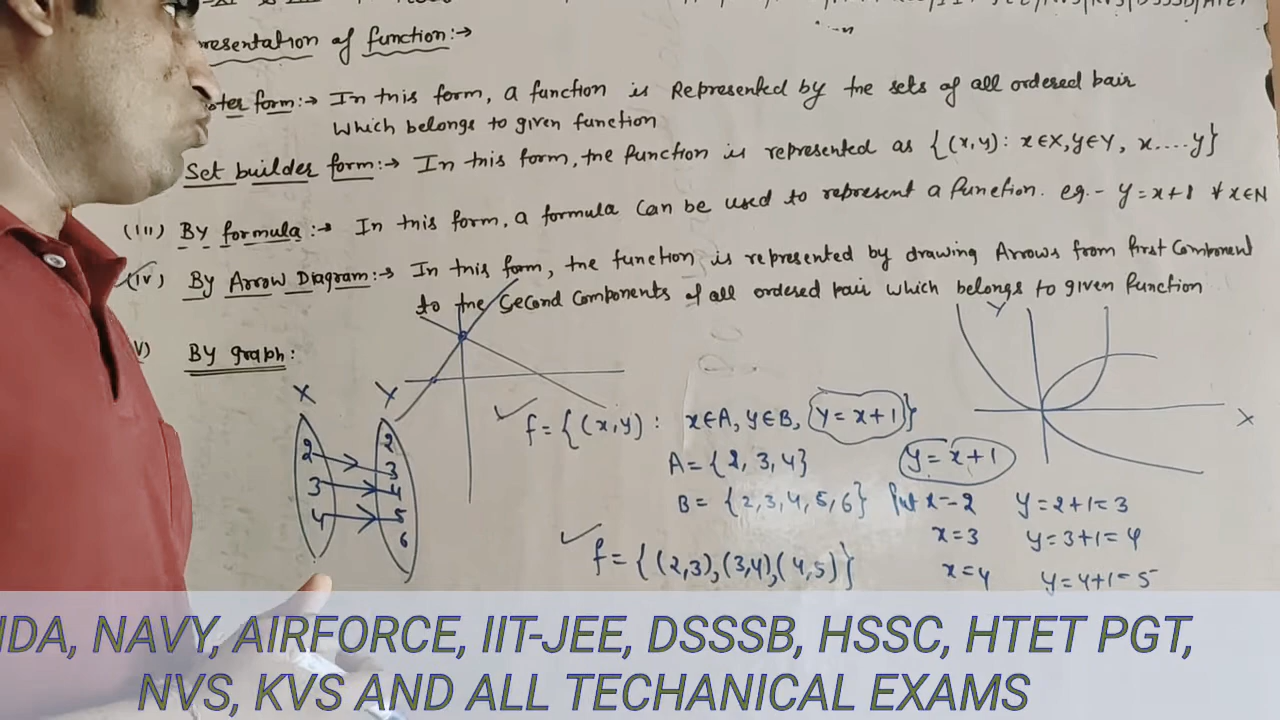 resentation of function:→
ster form:→ In this form, a function is Represented by the sets of all ordered pair
which belongs to given function
Set builder form:→ In this form, the function is represented as {(x,y): x∈X, y∈Y, x....y}
(iii) By formula:→ In this form, a formula can be used to represent a function. eg.- y=x+1 ∀ x∈N
(iv) By Arrow Diagram:→ In this form, the function is represented by drawing Arrows from first Component
to the Second Components of all ordered pair which belongs to given function
V) By graph:
X Y
2 3 4
2 3 4 5 6
Y
X
f={(x,y): x∈A, y∈B, y=x+1}
A={2,3,4} y=x+1
B={2,3,4,5,6} Put x=2 y=2+1=3
x=3 y=3+1=4
f={(2,3),(3,4),(4,5)} x=4 y=4+1=5
NDA, NAVY, AIRFORCE, IIT-JEE, DSSSB, HSSC, HTET PGT,
NVS, KVS AND ALL TECHANICAL EXAMS